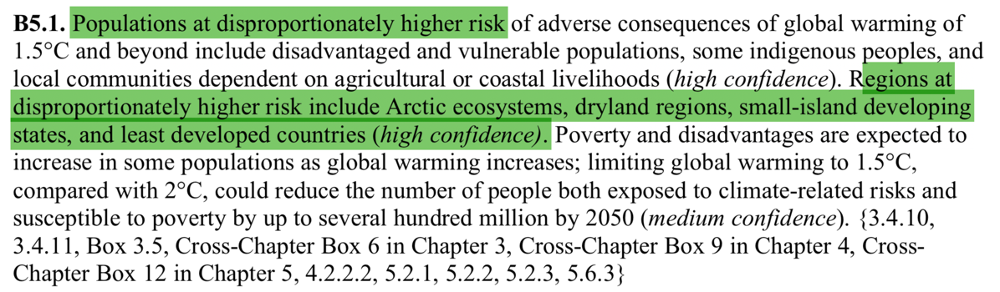 B5.1. Populations at disproportionately higher risk of adverse consequences of global warming of
1.5°C and beyond include disadvantaged and vulnerable populations, some indigenous peoples, and
local communities dependent on agricultural or coastal livelihoods (high confidence). Regions at
disproportionately higher risk include Arctic ecosystems, dryland regions, small-island developing
states, and least developed countries (high confidence). Poverty and disadvantages are expected to
increase in some populations as global warming increases; limiting global warming to 1.5°C,
compared with 2°C, could reduce the number of people both exposed to climate-related risks and
susceptible to poverty by up to several hundred million by 2050 (medium confidence). {3.4.10,
3.4.11, Box 3.5, Cross-Chapter Box 6 in Chapter 3, Cross-Chapter Box 9 in Chapter 4, Cross-
Chapter Box 12 in Chapter 5, 4.2.2.2, 5.2.1, 5.2.2, 5.2.3, 5.6.3}